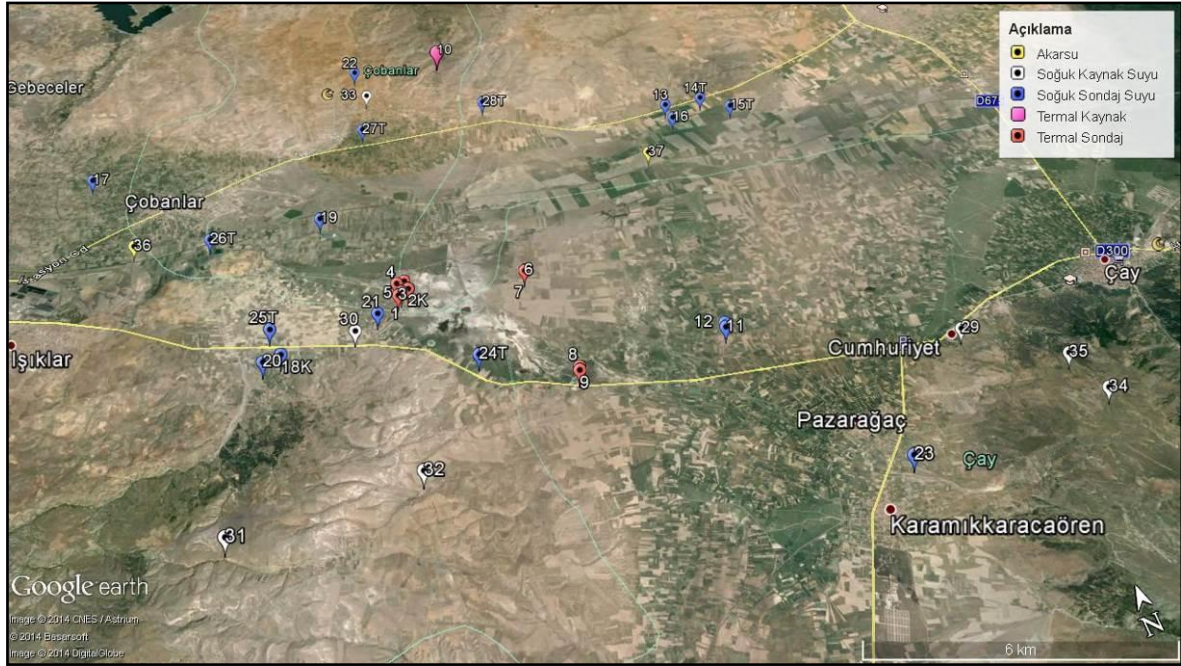 Açıklama
Akarsu
Soğuk Kaynak Suyu
Soğuk Sondaj Suyu
Termal Kaynak
Termal Sondaj
10
22
Çobanlar
Gebeceler
33
28T
13
14T
15T
D675
16
27T
37
17
Çobanlar
19
36
26T
D300
Çay
4
6
5
3
2K
7
21
1
12
11
25T
30
29
Cumhuriyet
Işıklar
20
18K
24T
8
9
35
34
Pazarağaç
32
23
Çay
Karamıkkaracaören
31
Google earth
Image © 2014 CNES / Astrium
© 2014 Basarsoft
Image © 2014 DigitalGlobe
N
6 km